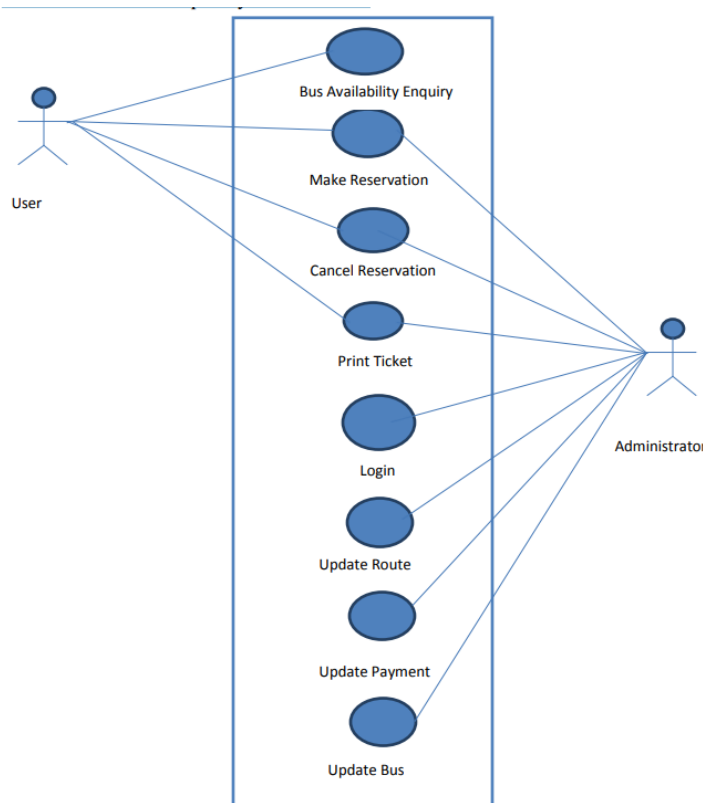 Bus Availability Enquiry
Make Reservation
User
Cancel Reservation
Print Ticket
Administrator
Login
Update Route
Update Payment
Update Bus